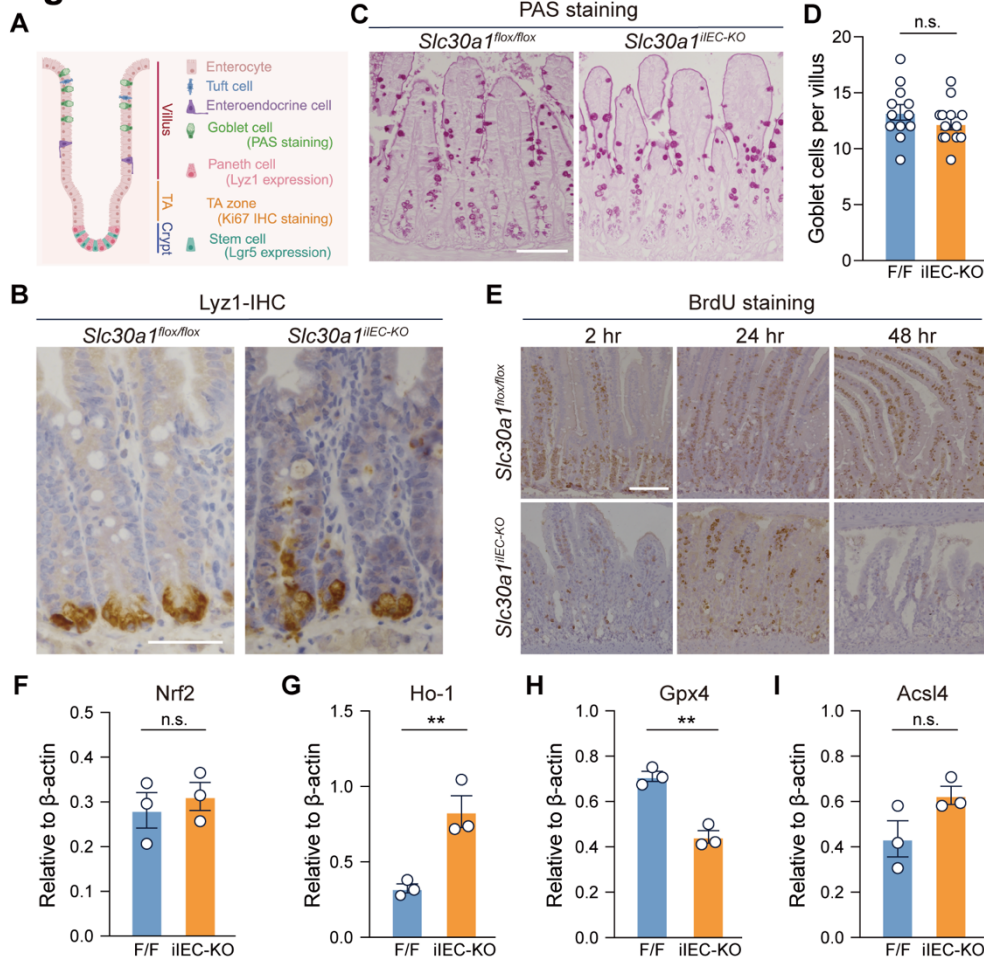 A
Enterocyte
Tuft cell
Enteroendocrine cell
Goblet cell
(PAS staining)
Paneth cell
(Lyz1 expression)
TA zone
(Ki67 IHC staining)
Stem cell
(Lgr5 expression)
Villus
TA
Crypt
B
Lyz1-IHC
Slc30a1flox/flox
Slc30a1iIEC-KO
C
PAS staining
Slc30a1flox/flox
Slc30a1iIEC-KO
D
n.s.
Goblet cells per villus
20
15
10
5
0
F/F
iIEC-KO
E
BrdU staining
2 hr
24 hr
48 hr
Slc30a1flox/flox
Slc30a1iIEC-KO
F
Nrf2
n.s.
Relative to β-actin
0.5
0.4
0.3
0.2
0.1
0.0
F/F
iIEC-KO
G
Ho-1
**
Relative to β-actin
1.5
1.0
0.5
0.0
F/F
iIEC-KO
H
Gpx4
**
Relative to β-actin
0.8
0.6
0.4
0.2
0.0
F/F
iIEC-KO
I
Acsl4
n.s.
Relative to β-actin
0.8
0.6
0.4
0.2
0.0
F/F
iIEC-KO